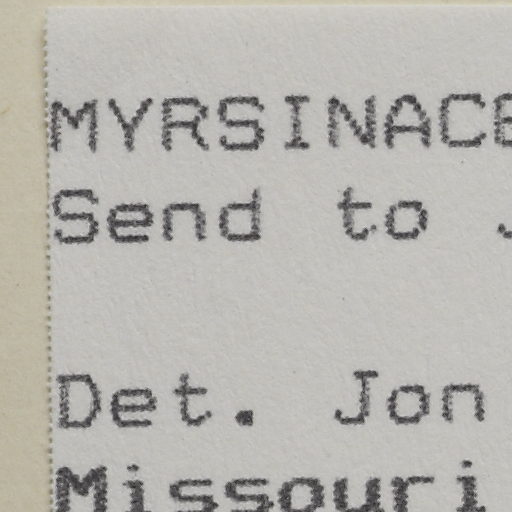 MYRSINACE
Send to J
Det. Jon
Missouri